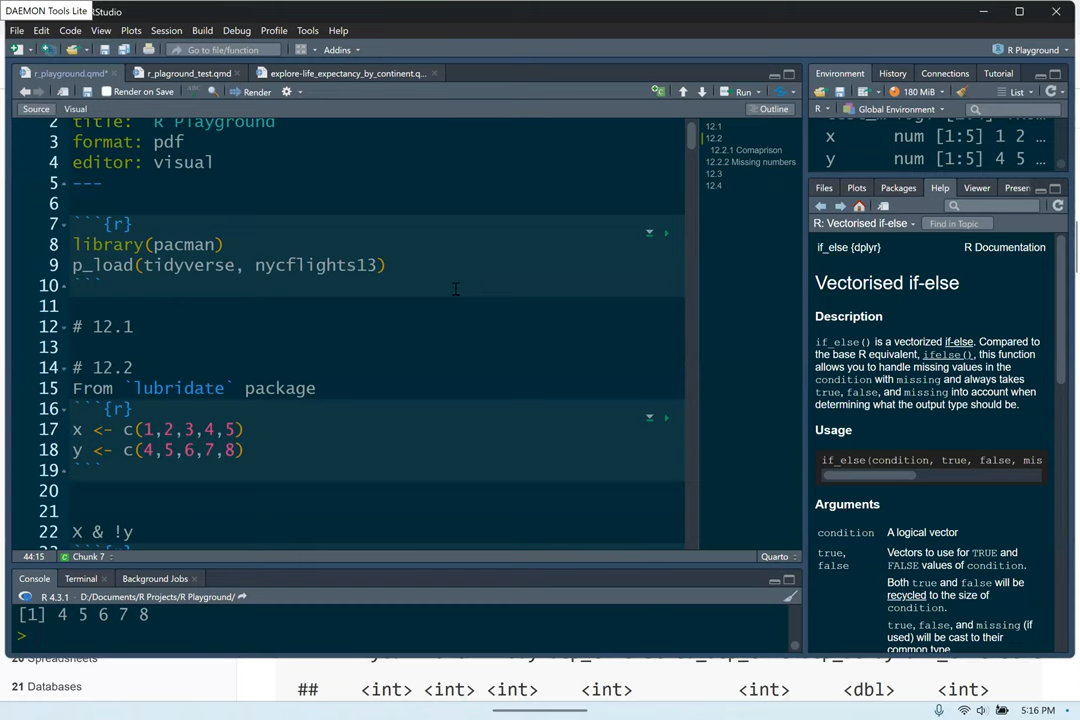 DAEMON Tools Lite
RStudio
File Edit Code View Plots Session Build Debug Profile Tools Help
Go to file/function Addins R Playground
r_playground.qmd* r_plaground_test.qmd explore-life_expectancy_by_continent.q...
Render on Save ABC Render Run
Source Visual Outline
2 title: R Playground
3 format: pdf
4 editor: visual
5 ---
6
7 ```{r}
8 library(pacman)
9 p_load(tidyverse, nycflights13)
10 ```
11
12 # 12.1
13
14 # 12.2
15 From `lubridate` package
16 ```{r}
17 x <- c(1,2,3,4,5)
18 y <- c(4,5,6,7,8)
19 ```
20
21
22 X & !y
12.1
12.2
12.2.1 Comaprison
12.2.2 Missing numbers
12.3
12.4
44:15 Chunk 7 Quarto
Console Terminal Background Jobs
R 4.3.1 · D:/Documents/R Projects/R Playground/
[1] 4 5 6 7 8
>
Environment History Connections Tutorial
180 MiB List
R Global Environment
x num [1:5] 1 2 ...
y num [1:5] 4 5 ...
Files Plots Packages Help Viewer Presen
R: Vectorised if-else Find in Topic
if_else {dplyr} R Documentation
Vectorised if-else
Description
if_else() is a vectorized if-else. Compared to
the base R equivalent, ifelse(), this function
allows you to handle missing values in the
condition with missing and always takes
true, false, and missing into account when
determining what the output type should be.
Usage
if_else(condition, true, false, mis
Arguments
condition A logical vector
true, false Vectors to use for TRUE and
FALSE values of condition.
Both true and false will be
recycled to the size of
condition.
true, false, and missing (if
used) will be cast to their
common type.
20 Spreadsheets
21 Databases
## <int> <int> <int> <int> <int> <dbl> <int>
5:16 PM